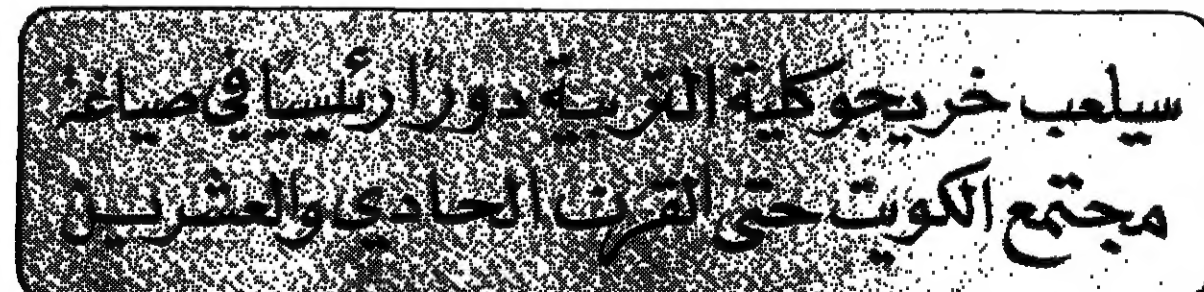 سيلعب خريجو كلية التربية دورًا رئيسيًا في صياغة
مجتمع الكويت حتى القرن الحادي والعشرين